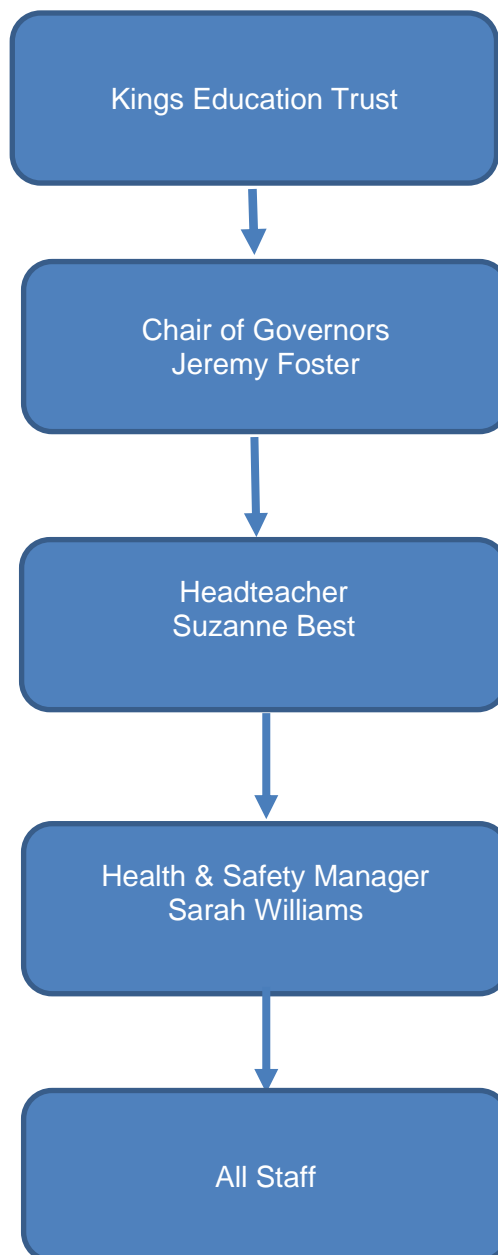 Kings Education Trust
Chair of Governors
Jeremy Foster
Headteacher
Suzanne Best
Health & Safety Manager
Sarah Williams
All Staff